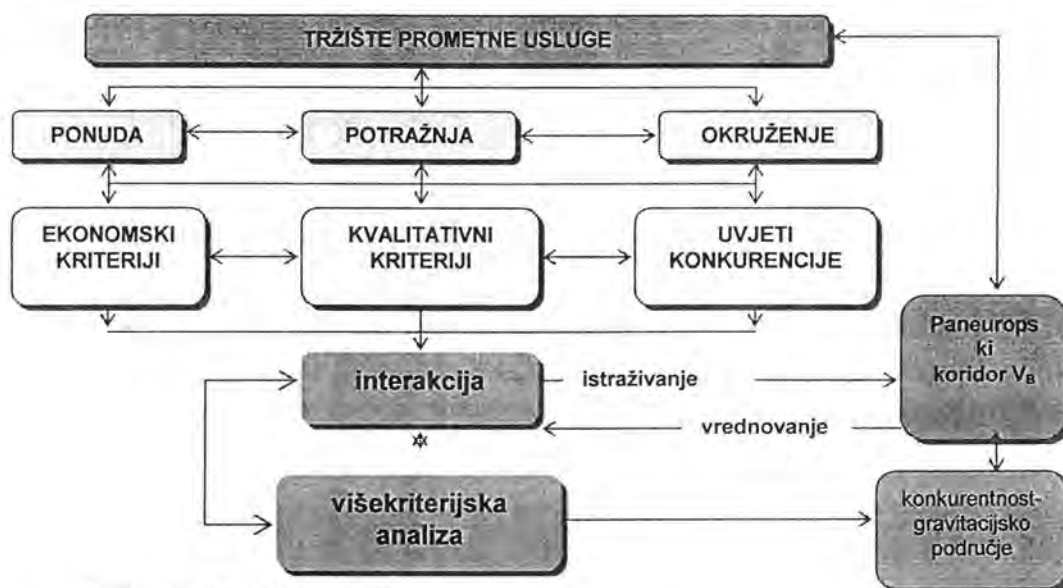 TRŽIŠTE PROMETNE USLUGE
PONUDA
POTRAŽNJA
OKRUŽENJE
EKONOMSKI
KRITERIJI
KVALITATIVNI
KRITERIJI
UVJETI
KONKURENCIJE
Paneurops
ki
koridor VB
interakcija
istraživanje
vrednovanje
višekriterijska
analiza
konkurentnost-
gravitacijsko
područje